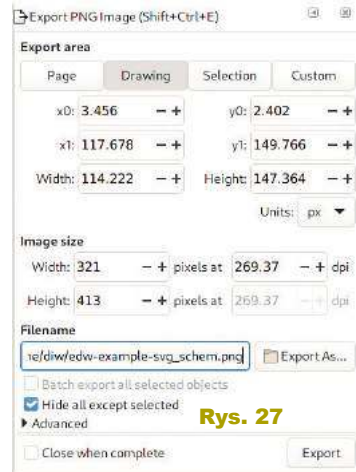 Export PNG Image (Shift+Ctrl+E)
Export area
Page Drawing Selection Custom
x0: 3.456 − + y0: 2.402 − +
x1: 117.678 − + y1: 149.766 − +
Width: 114.222 − + Height: 147.364 − +
Units: px
Image size
Width: 321 − + pixels at 269.37 − + dpi
Height: 413 − + pixels at 269.37 − + dpi
Filename
ne/diw/edw-example-svg_schem.png Export As...
Batch export all selected objects
Hide all except selected
Advanced
Rys. 27
Close when complete Export